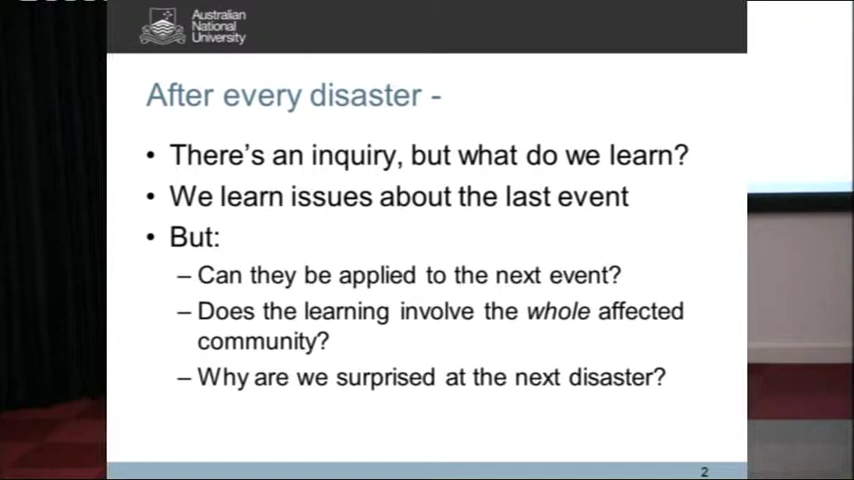 Australian
National
University
After every disaster -
• There's an inquiry, but what do we learn?
• We learn issues about the last event
• But:
– Can they be applied to the next event?
– Does the learning involve the whole affected
community?
– Why are we surprised at the next disaster?
2